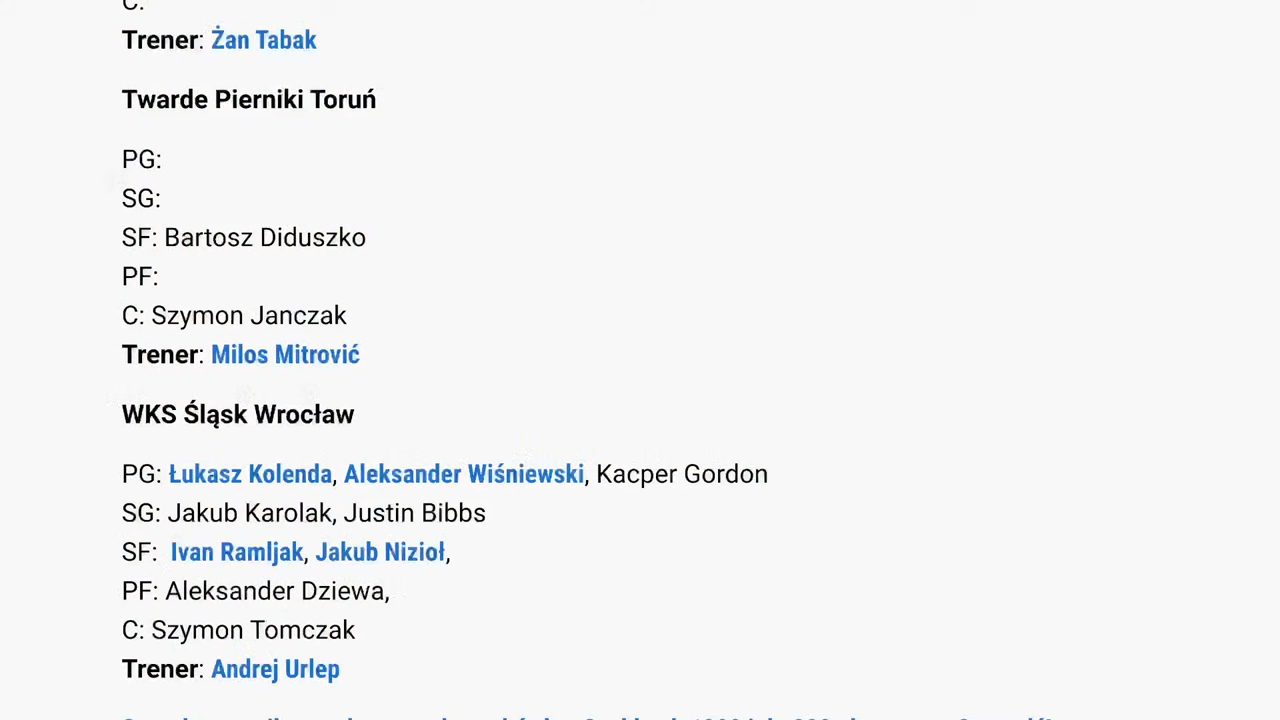 C:
Trener: Żan Tabak
Twarde Pierniki Toruń
PG:
SG:
SF: Bartosz Diduszko
PF:
C: Szymon Janczak
Trener: Milos Mitrović
WKS Śląsk Wrocław
PG: Łukasz Kolenda, Aleksander Wiśniewski, Kacper Gordon
SG: Jakub Karolak, Justin Bibbs
SF: Ivan Ramljak, Jakub Nizioł,
PF: Aleksander Dziewa,
C: Szymon Tomczak
Trener: Andrej Urlep